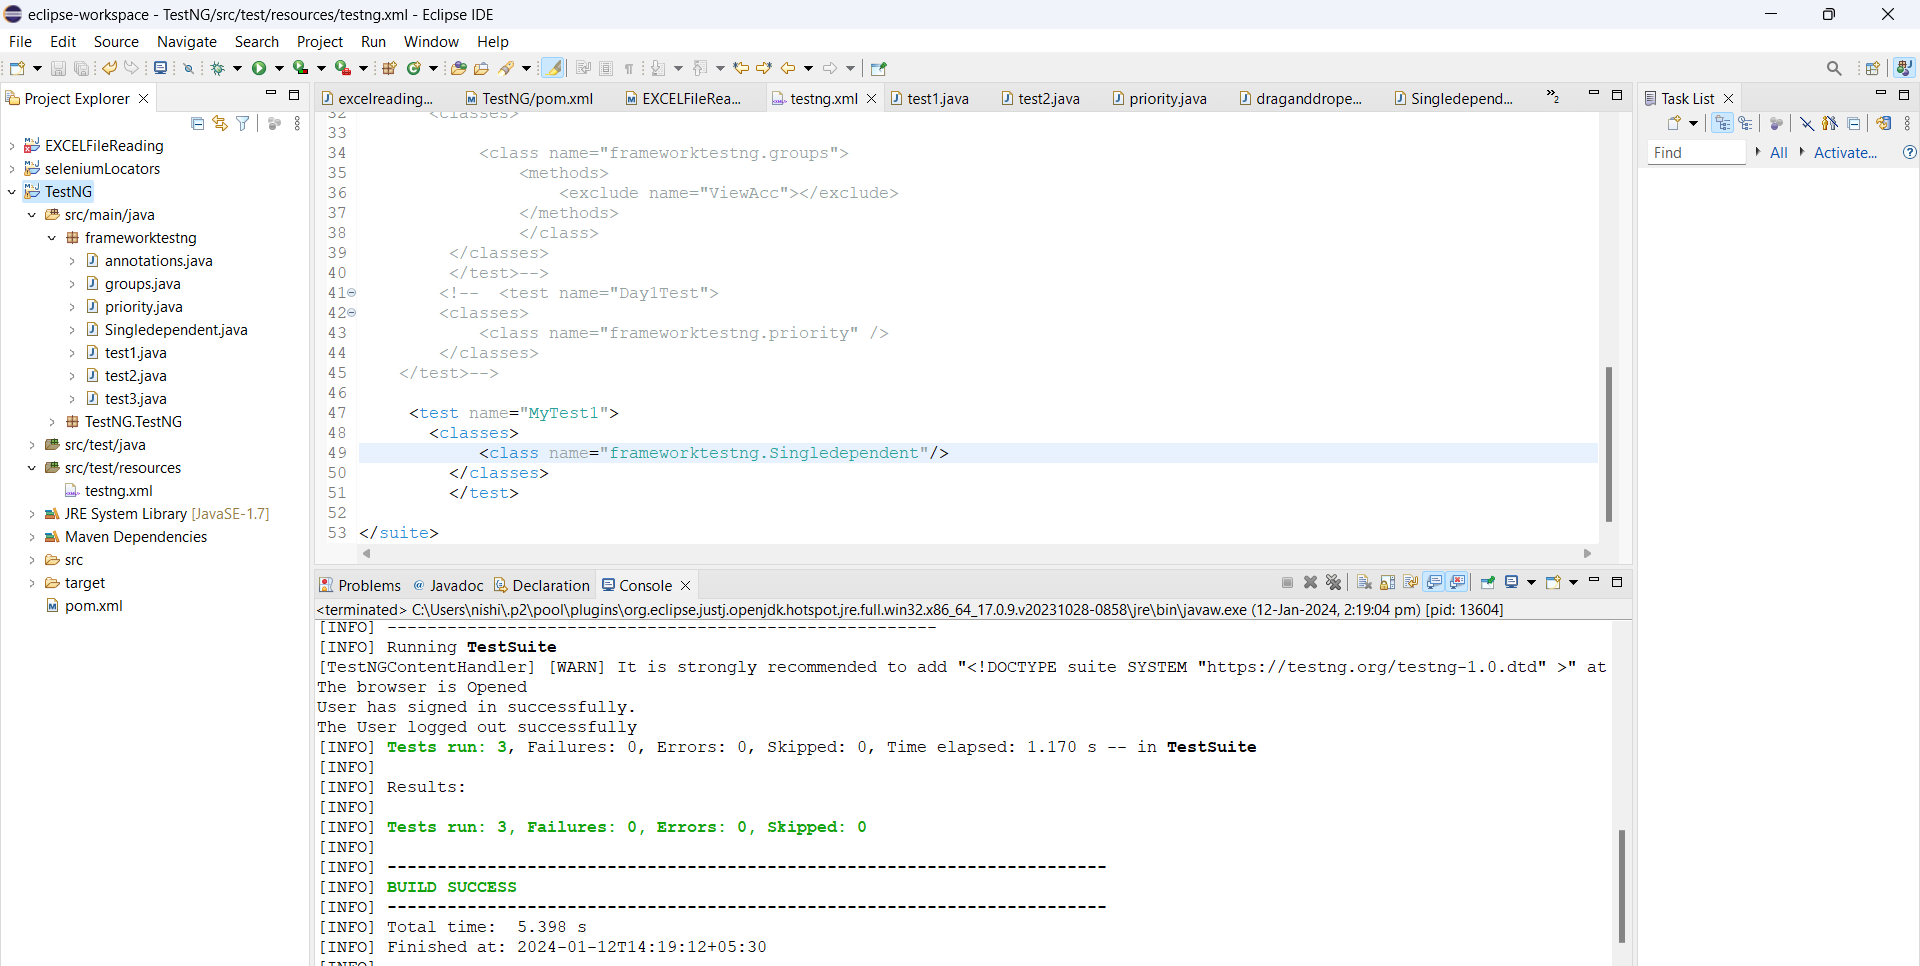 eclipse-workspace - TestNG/src/test/resources/testng.xml - Eclipse IDE
File Edit Source Navigate Search Project Run Window Help
Project Explorer
EXCELFileReading
seleniumLocators
TestNG
src/main/java
frameworktestng
annotations.java
groups.java
priority.java
Singledependent.java
test1.java
test2.java
test3.java
TestNG.TestNG
src/test/java
src/test/resources
testng.xml
JRE System Library [JavaSE-1.7]
Maven Dependencies
src
target
pom.xml
excelreading... TestNG/pom.xml EXCELFileRea... testng.xml test1.java test2.java priority.java draganddrope... Singledepend... »2
32 <classes>
33
34 <class name="frameworktestng.groups">
35 <methods>
36 <exclude name="ViewAcc"></exclude>
37 </methods>
38 </class>
39 </classes>
40 </test>-->
41 <!-- <test name="Day1Test">
42 <classes>
43 <class name="frameworktestng.priority" />
44 </classes>
45 </test>-->
46
47 <test name="MyTest1">
48 <classes>
49 <class name="frameworktestng.Singledependent"/>
50 </classes>
51 </test>
52
53 </suite>
Problems @ Javadoc Declaration Console
<terminated> C:\Users\nishi\.p2\pool\plugins\org.eclipse.justj.openjdk.hotspot.jre.full.win32.x86_64_17.0.9.v20231028-0858\jre\bin\javaw.exe (12-Jan-2024, 2:19:04 pm) [pid: 13604]
[INFO] -------------------------------------------------------
[INFO] Running TestSuite
[TestNGContentHandler] [WARN] It is strongly recommended to add "<!DOCTYPE suite SYSTEM "https://testng.org/testng-1.0.dtd" >" at
The browser is Opened
User has signed in successfully.
The User logged out successfully
[INFO] Tests run: 3, Failures: 0, Errors: 0, Skipped: 0, Time elapsed: 1.170 s -- in TestSuite
[INFO]
[INFO] Results:
[INFO]
[INFO] Tests run: 3, Failures: 0, Errors: 0, Skipped: 0
[INFO]
[INFO] ------------------------------------------------------------------------
[INFO] BUILD SUCCESS
[INFO] ------------------------------------------------------------------------
[INFO] Total time:  5.398 s
[INFO] Finished at: 2024-01-12T14:19:12+05:30
[INFO]
Task List
Find All Activate...